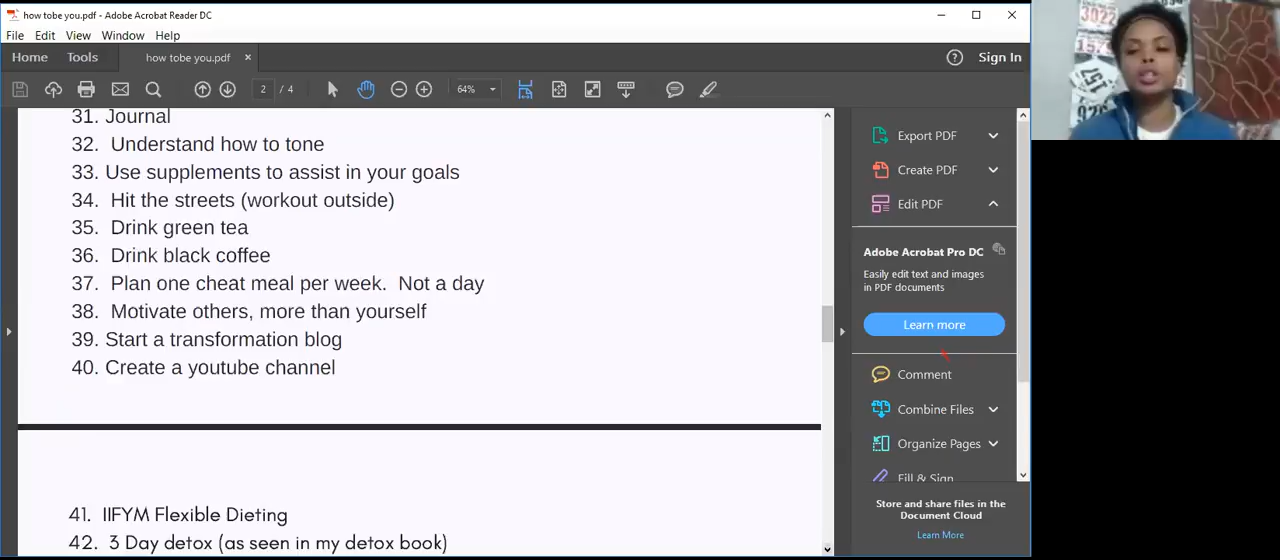 how tobe you.pdf - Adobe Acrobat Reader DC
File Edit View Window Help
Home Tools how tobe you.pdf × ? Sign In
2 / 4 64%
31. Journal
32. Understand how to tone
33. Use supplements to assist in your goals
34. Hit the streets (workout outside)
35. Drink green tea
36. Drink black coffee
37. Plan one cheat meal per week. Not a day
38. Motivate others, more than yourself
39. Start a transformation blog
40. Create a youtube channel
41. IIFYM Flexible Dieting
42. 3 Day detox (as seen in my detox book)
Export PDF
Create PDF
Edit PDF
Adobe Acrobat Pro DC
Easily edit text and images
in PDF documents
Learn more
Comment
Combine Files
Organize Pages
Fill & Sign
Store and share files in the
Document Cloud
Learn More
3022